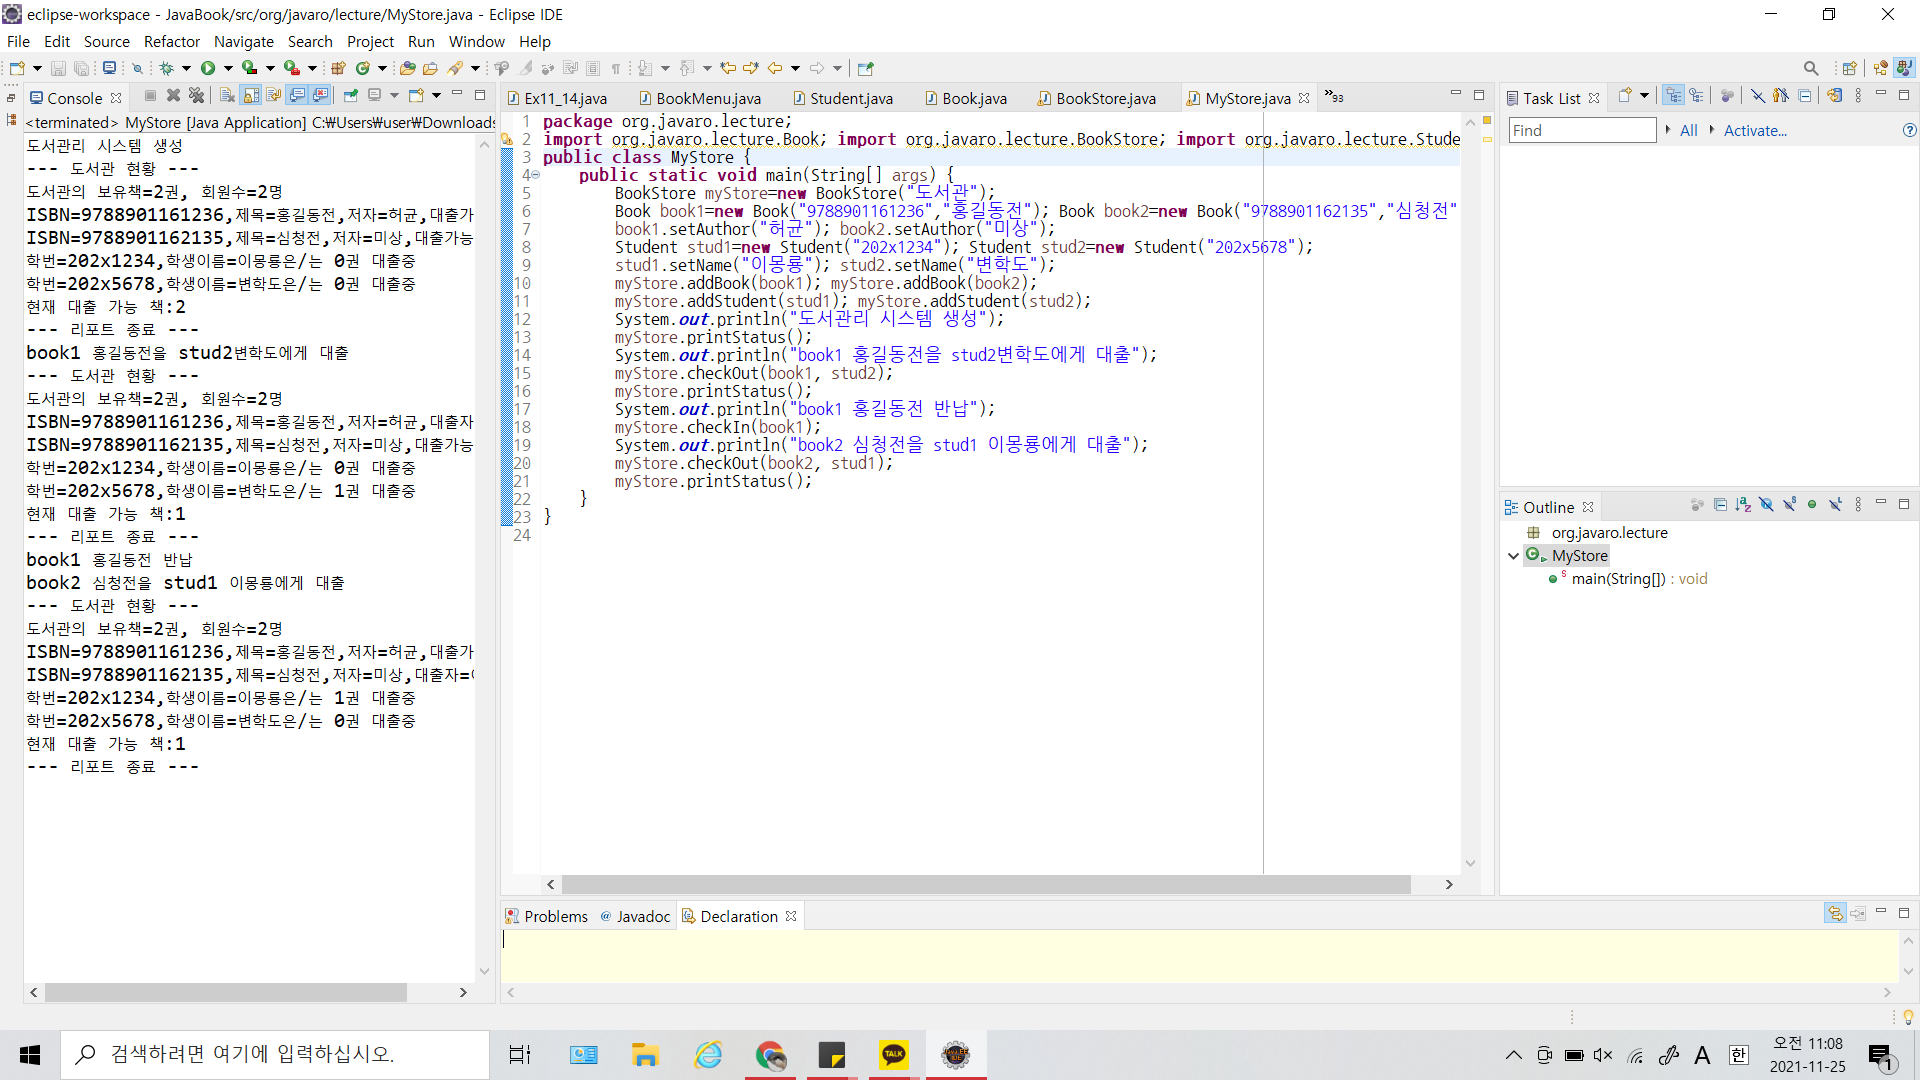 eclipse-workspace - JavaBook/src/org/javaro/lecture/MyStore.java - Eclipse IDE
File Edit Source Refactor Navigate Search Project Run Window Help
Console
<terminated> MyStore [Java Application] C:₩Users₩user₩Downloads
도서관리 시스템 생성
--- 도서관 현황 ---
도서관의 보유책=2권, 회원수=2명
ISBN=9788901161236,제목=홍길동전,저자=허균,대출가
ISBN=9788901162135,제목=심청전,저자=미상,대출가능
학번=202x1234,학생이름=이몽룡은/는 0권 대출중
학번=202x5678,학생이름=변학도은/는 0권 대출중
현재 대출 가능 책:2
--- 리포트 종료 ---
book1 홍길동전을 stud2변학도에게 대출
--- 도서관 현황 ---
도서관의 보유책=2권, 회원수=2명
ISBN=9788901161236,제목=홍길동전,저자=허균,대출자
ISBN=9788901162135,제목=심청전,저자=미상,대출가능
학번=202x1234,학생이름=이몽룡은/는 0권 대출중
학번=202x5678,학생이름=변학도은/는 1권 대출중
현재 대출 가능 책:1
--- 리포트 종료 ---
book1 홍길동전 반납
book2 심청전을 stud1 이몽룡에게 대출
--- 도서관 현황 ---
도서관의 보유책=2권, 회원수=2명
ISBN=9788901161236,제목=홍길동전,저자=허균,대출가
ISBN=9788901162135,제목=심청전,저자=미상,대출자=
학번=202x1234,학생이름=이몽룡은/는 1권 대출중
학번=202x5678,학생이름=변학도은/는 0권 대출중
현재 대출 가능 책:1
--- 리포트 종료 ---
Ex11_14.java BookMenu.java Student.java Book.java BookStore.java MyStore.java »93
1 package org.javaro.lecture;
2 import org.javaro.lecture.Book; import org.javaro.lecture.BookStore; import org.javaro.lecture.Stude
3 public class MyStore {
4 public static void main(String[] args) {
5 BookStore myStore=new BookStore("도서관");
6 Book book1=new Book("9788901161236","홍길동전"); Book book2=new Book("9788901162135","심청전"
7 book1.setAuthor("허균"); book2.setAuthor("미상");
8 Student stud1=new Student("202x1234"); Student stud2=new Student("202x5678");
9 stud1.setName("이몽룡"); stud2.setName("변학도");
10 myStore.addBook(book1); myStore.addBook(book2);
11 myStore.addStudent(stud1); myStore.addStudent(stud2);
12 System.out.println("도서관리 시스템 생성");
13 myStore.printStatus();
14 System.out.println("book1 홍길동전을 stud2변학도에게 대출");
15 myStore.checkOut(book1, stud2);
16 myStore.printStatus();
17 System.out.println("book1 홍길동전 반납");
18 myStore.checkIn(book1);
19 System.out.println("book2 심청전을 stud1 이몽룡에게 대출");
20 myStore.checkOut(book2, stud1);
21 myStore.printStatus();
22 }
23 }
24
Problems @ Javadoc Declaration
Task List
Find All Activate...
Outline
org.javaro.lecture
MyStore
main(String[]) : void
검색하려면 여기에 입력하십시오.
TALK
A 한
오전 11:08
2021-11-25
1